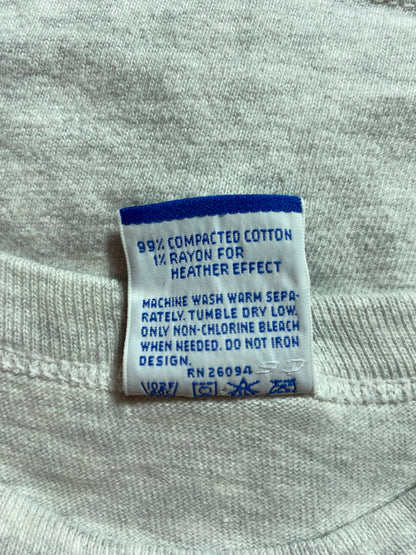 99% COMPACTED COTTON
1% RAYON FOR
HEATHER EFFECT
MACHINE WASH WARM SEPA-
RATELY. TUMBLE DRY LOW.
ONLY NON-CHLORINE BLEACH
WHEN NEEDED. DO NOT IRON
DESIGN.
RN 26094
102F